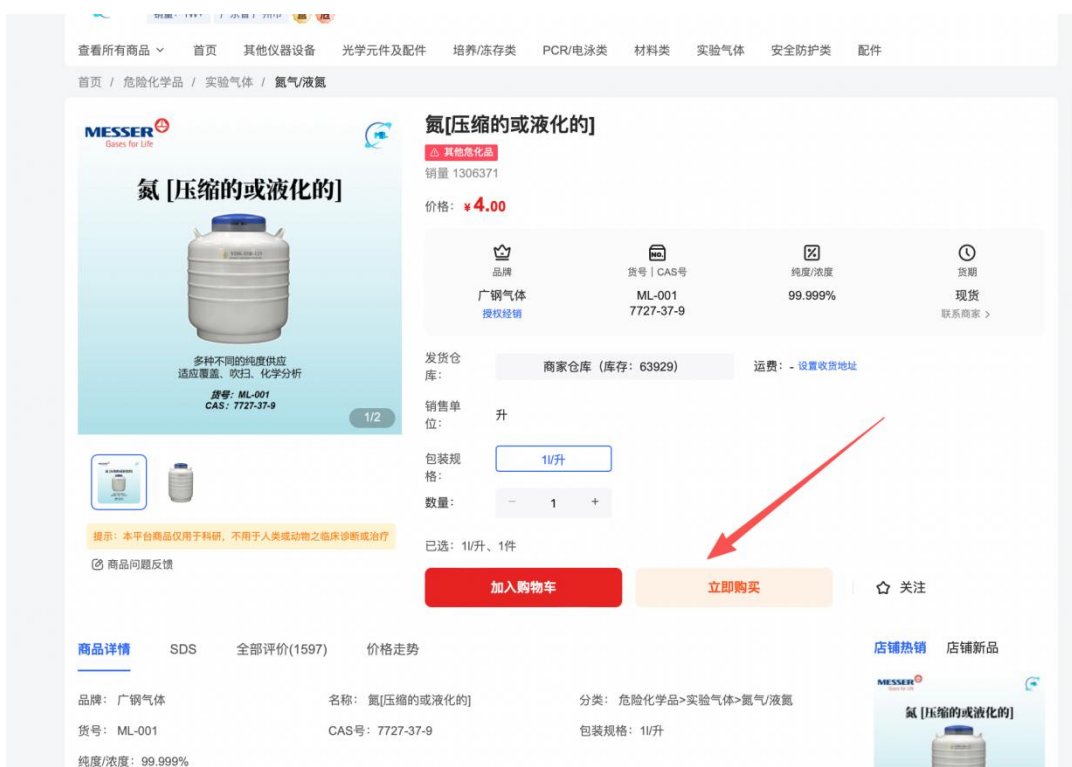 销量：1W+ 广东省广州市
查看所有商品 首页 其他仪器设备 光学元件及配件 培养/冻存类 PCR/电泳类 材料类 实验气体 安全防护类 配件
首页 / 危险化学品 / 实验气体 / 氮气/液氮
MESSER
Gases for Life
氮 [压缩的或液化的]
多种不同的纯度供应
适应覆盖、吹扫、化学分析
货号：ML-001
CAS：7727-37-9
1/2
提示：本平台商品仅用于科研，不用于人类或动物之临床诊断或治疗
商品问题反馈
氮[压缩的或液化的]
其他危化品
销量 1306371
价格：¥4.00
品牌 货号｜CAS号 纯度/浓度 货期
广钢气体 ML-001 99.999% 现货
授权经销 7727-37-9 联系商家 >
发货仓库： 商家仓库（库存：63929） 运费：- 设置收货地址
销售单位： 升
包装规格： 1l/升
数量： － 1 +
已选：1l/升、1件
加入购物车 立即购买 关注
商品详情 SDS 全部评价(1597) 价格走势
店铺热销 店铺新品
品牌： 广钢气体 名称： 氮[压缩的或液化的] 分类： 危险化学品>实验气体>氮气/液氮
货号： ML-001 CAS号：7727-37-9 包装规格：1l/升
纯度/浓度：99.999%
MESSER
氮 [压缩的或液化的]